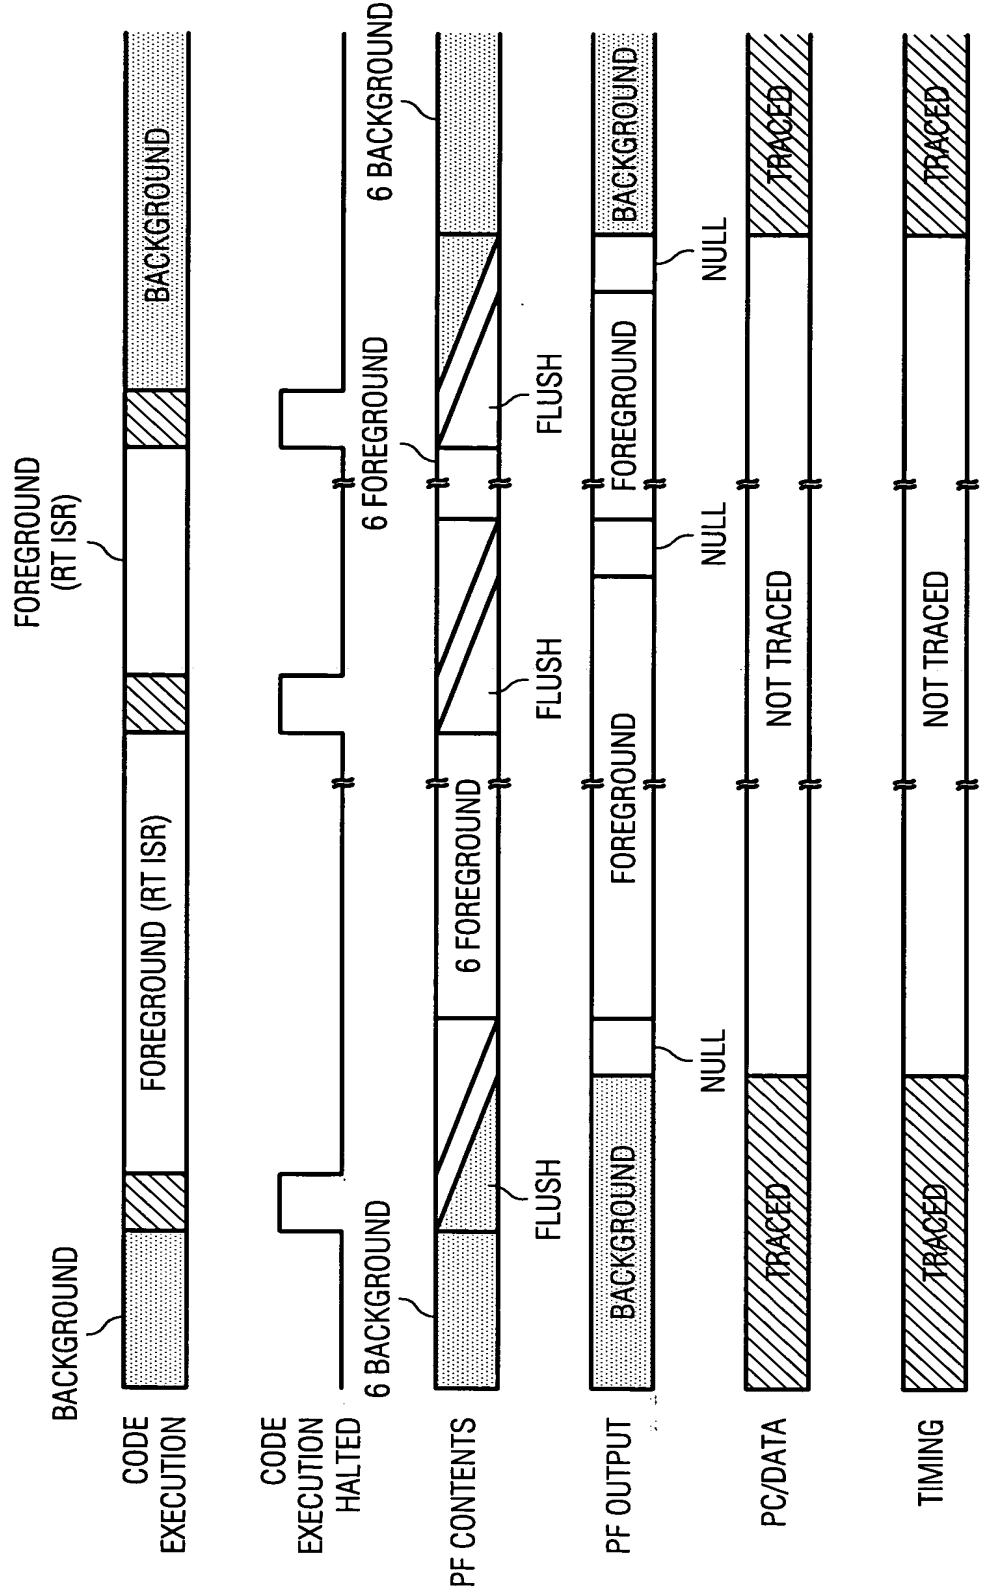 FOREGROUND
(RT ISR)
BACKGROUND
CODE
EXECUTION
FOREGROUND (RT ISR)
BACKGROUND
CODE
EXECUTION
HALTED
6 BACKGROUND
6 FOREGROUND
6 BACKGROUND
PF CONTENTS
6 FOREGROUND
FLUSH
FLUSH
FLUSH
PF OUTPUT
BACKGROUND
FOREGROUND
FOREGROUND
BACKGROUND
NULL
NULL
NULL
PC/DATA
TRACED
NOT TRACED
TRACED
TIMING
TRACED
NOT TRACED
TRACED